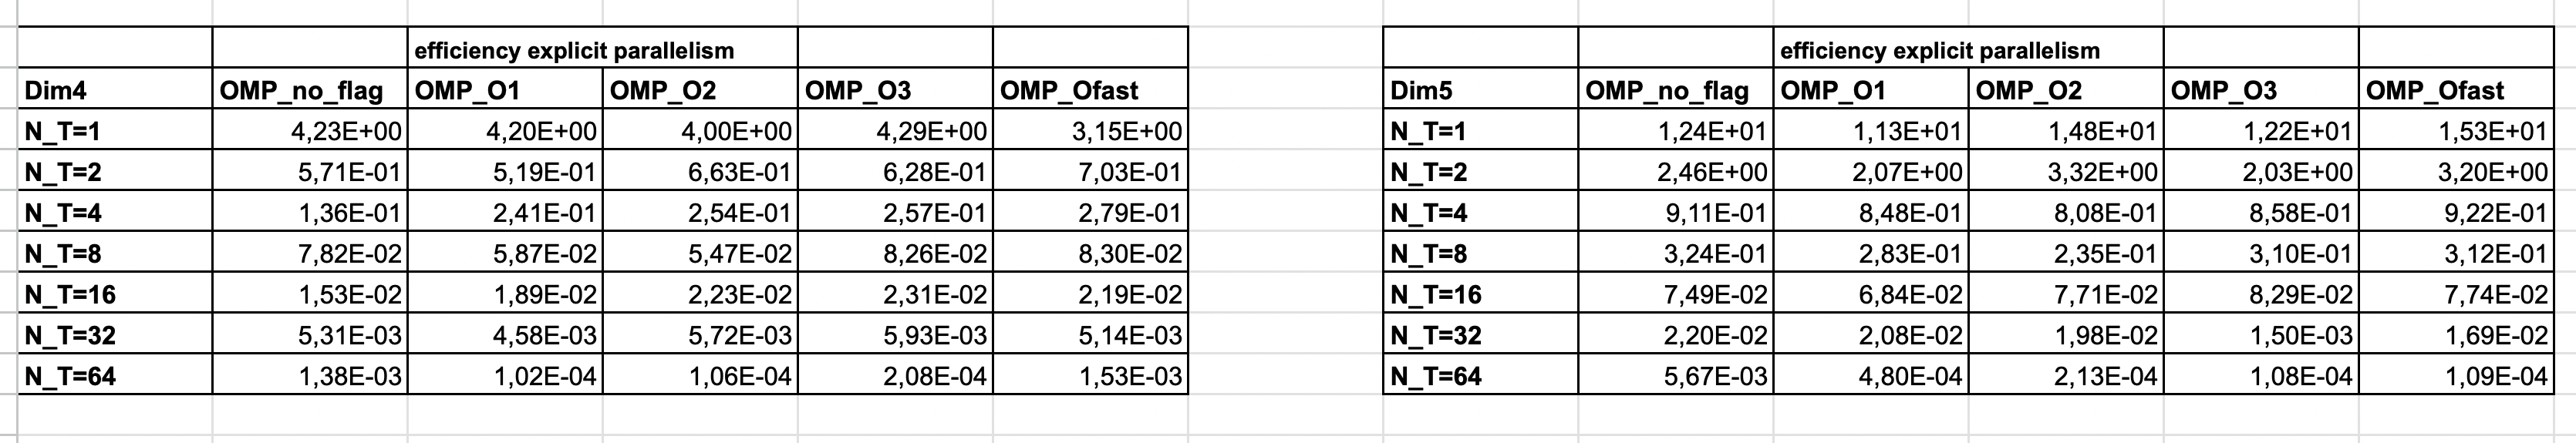 efficiency explicit parallelism
Dim4 OMP_no_flag OMP_O1 OMP_O2 OMP_O3 OMP_Ofast
N_T=1 4,23E+00 4,20E+00 4,00E+00 4,29E+00 3,15E+00
N_T=2 5,71E-01 5,19E-01 6,63E-01 6,28E-01 7,03E-01
N_T=4 1,36E-01 2,41E-01 2,54E-01 2,57E-01 2,79E-01
N_T=8 7,82E-02 5,87E-02 5,47E-02 8,26E-02 8,30E-02
N_T=16 1,53E-02 1,89E-02 2,23E-02 2,31E-02 2,19E-02
N_T=32 5,31E-03 4,58E-03 5,72E-03 5,93E-03 5,14E-03
N_T=64 1,38E-03 1,02E-04 1,06E-04 2,08E-04 1,53E-03
efficiency explicit parallelism
Dim5 OMP_no_flag OMP_O1 OMP_O2 OMP_O3 OMP_Ofast
N_T=1 1,24E+01 1,13E+01 1,48E+01 1,22E+01 1,53E+01
N_T=2 2,46E+00 2,07E+00 3,32E+00 2,03E+00 3,20E+00
N_T=4 9,11E-01 8,48E-01 8,08E-01 8,58E-01 9,22E-01
N_T=8 3,24E-01 2,83E-01 2,35E-01 3,10E-01 3,12E-01
N_T=16 7,49E-02 6,84E-02 7,71E-02 8,29E-02 7,74E-02
N_T=32 2,20E-02 2,08E-02 1,98E-02 1,50E-03 1,69E-02
N_T=64 5,67E-03 4,80E-04 2,13E-04 1,08E-04 1,09E-04